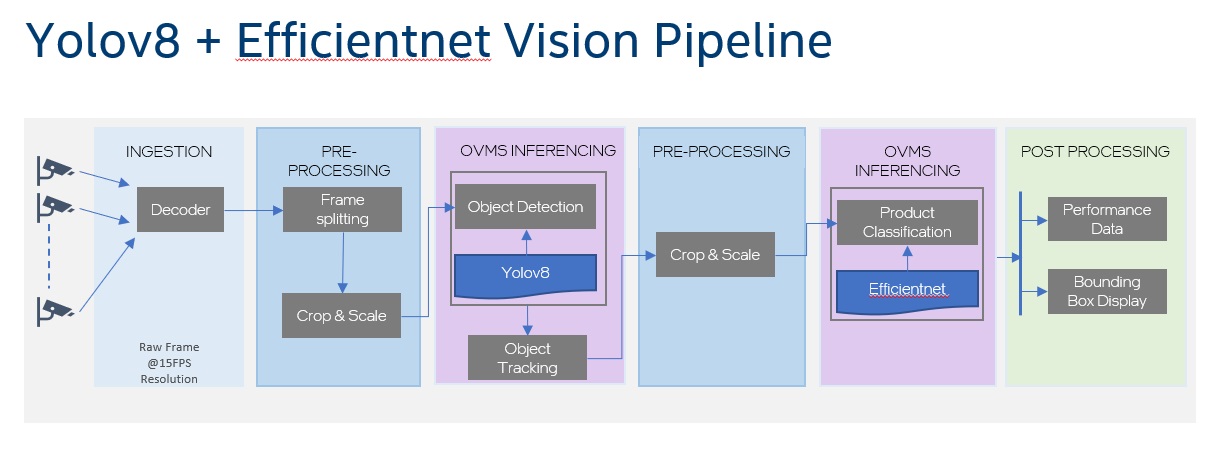 Yolov8 + Efficientnet Vision Pipeline
INGESTION
Decoder
Raw Frame
@15FPS
Resolution
PRE-
PROCESSING
Frame
splitting
Crop & Scale
OVMS INFERENCING
Object Detection
Yolov8
Object
Tracking
PRE-PROCESSING
Crop & Scale
OVMS
INFERENCING
Product
Classification
Efficientnet
POST PROCESSING
Performance
Data
Bounding
Box Display